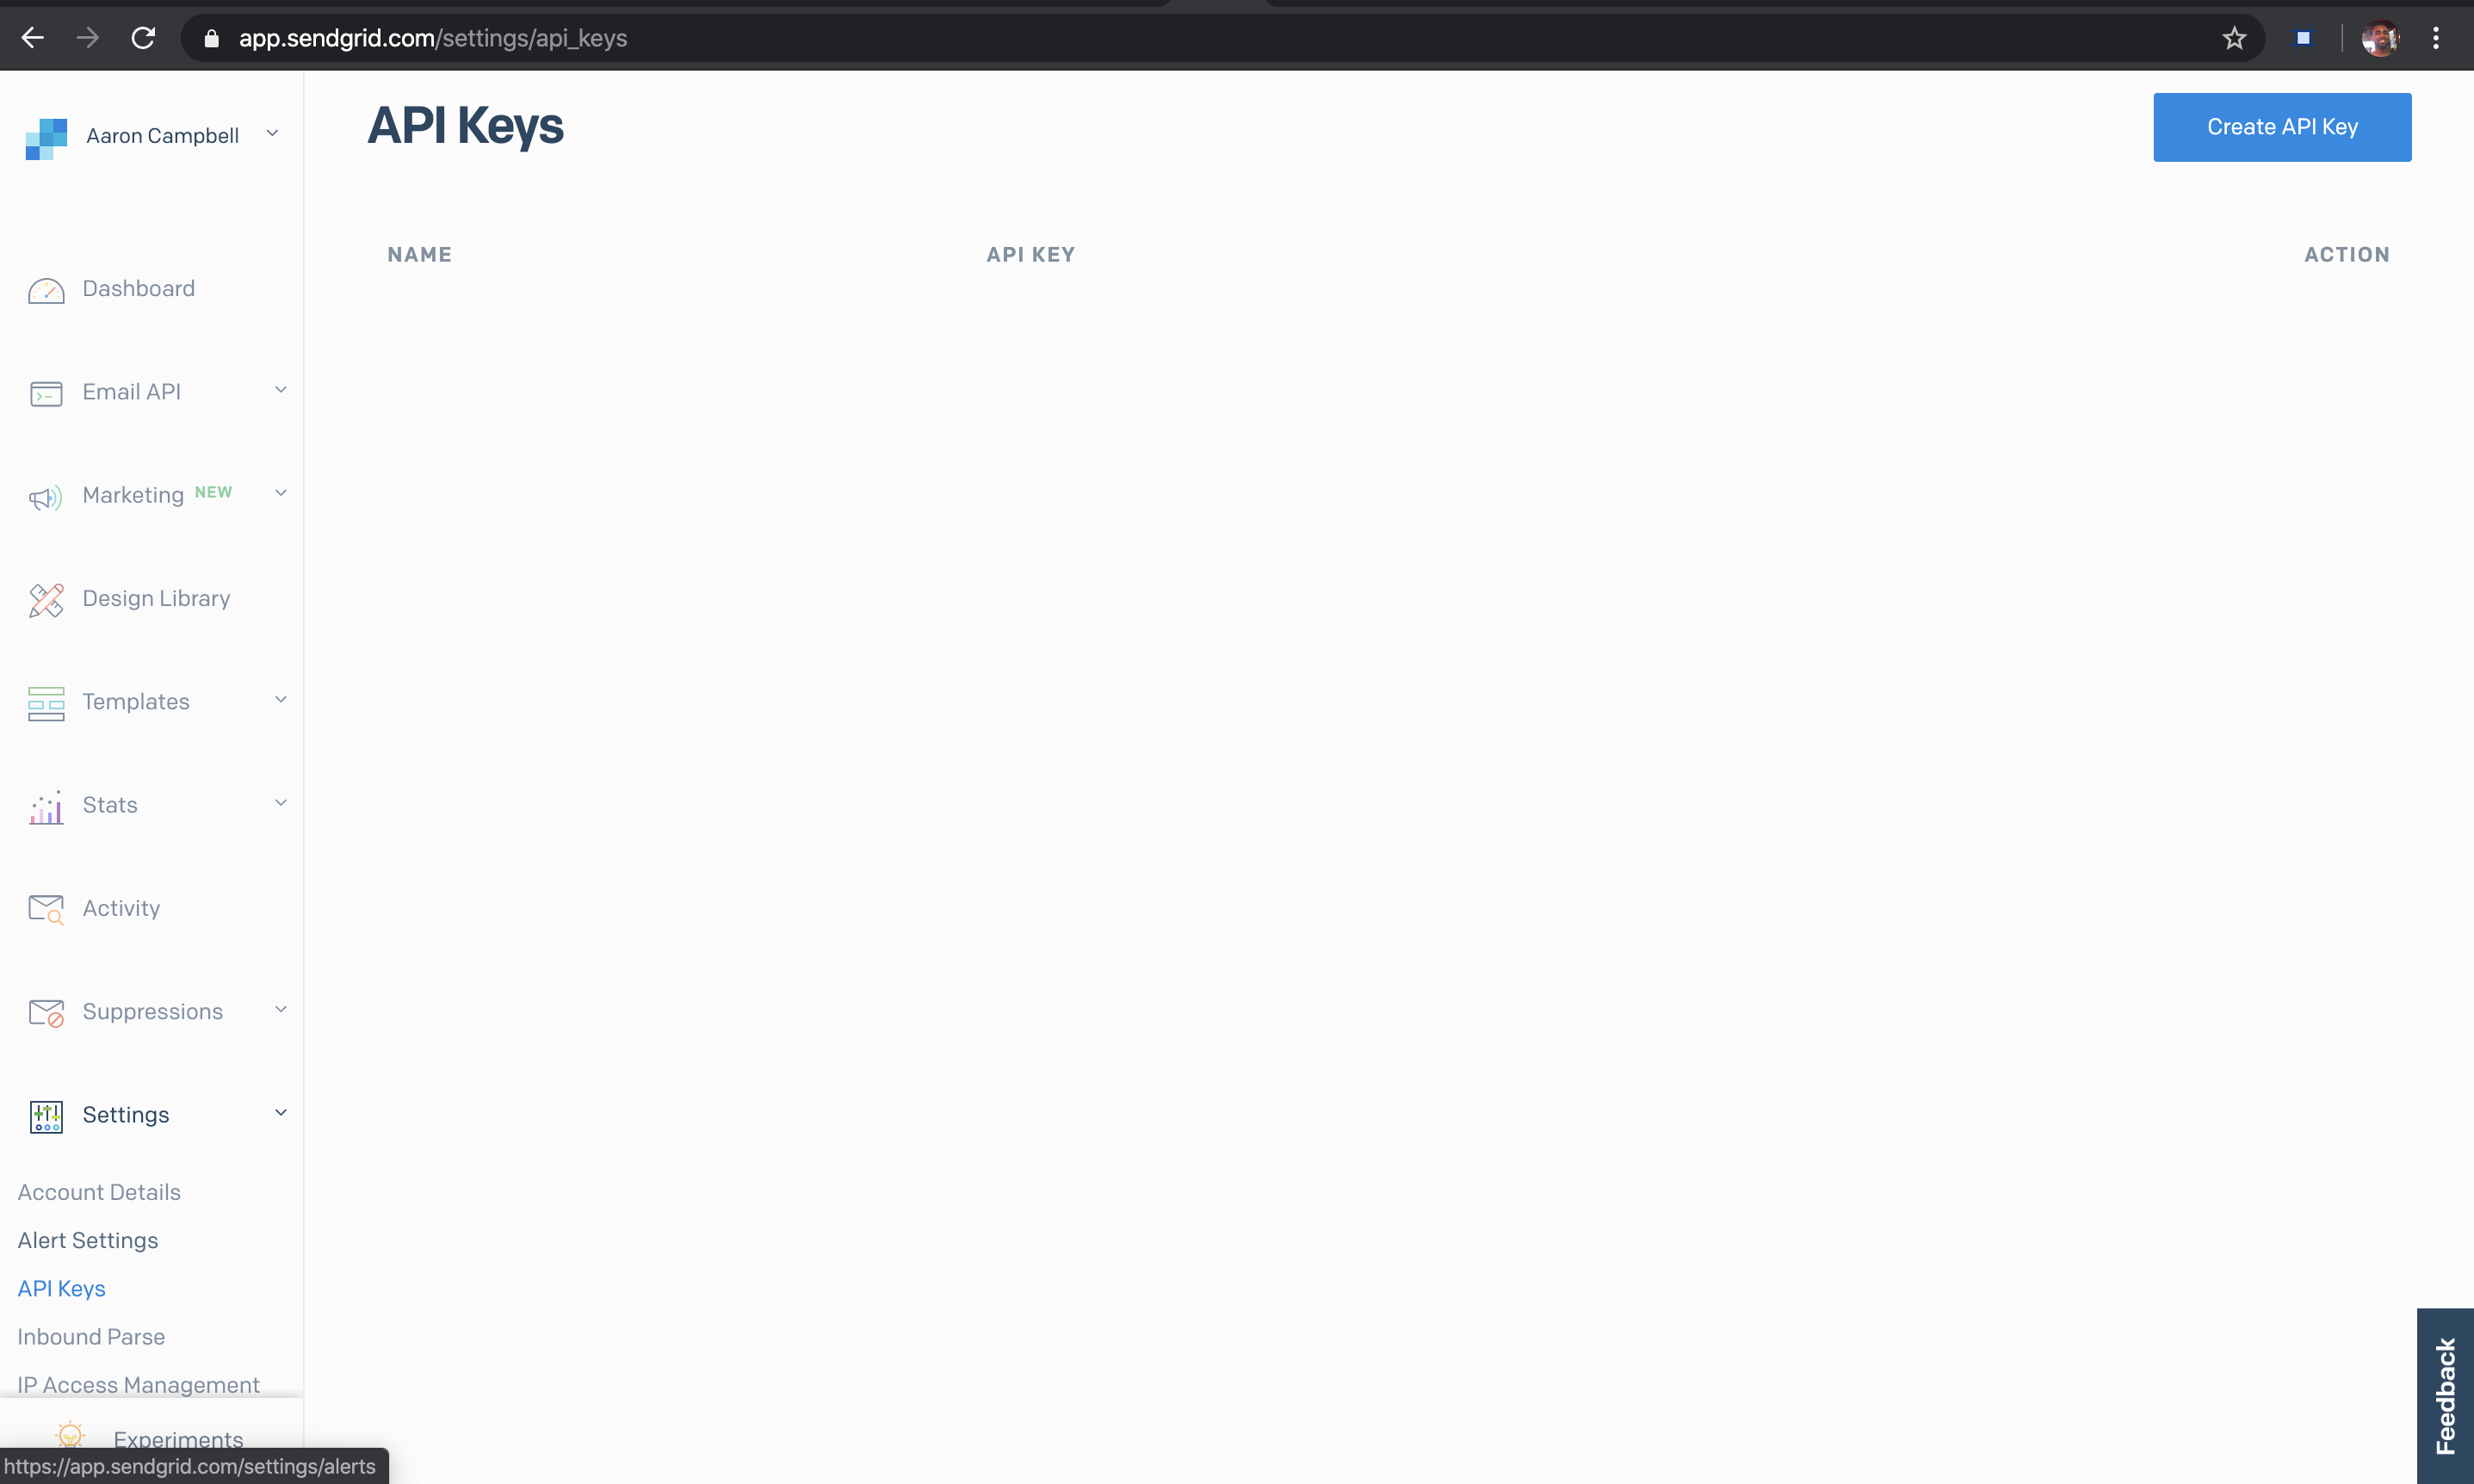 app.sendgrid.com/settings/api_keys
Aaron Campbell
API Keys
Create API Key
NAME
API KEY
ACTION
Dashboard
Email API
Marketing NEW
Design Library
Templates
Stats
Activity
Suppressions
Settings
Account Details
Alert Settings
API Keys
Inbound Parse
IP Access Management
Experiments
https://app.sendgrid.com/settings/alerts
Feedback